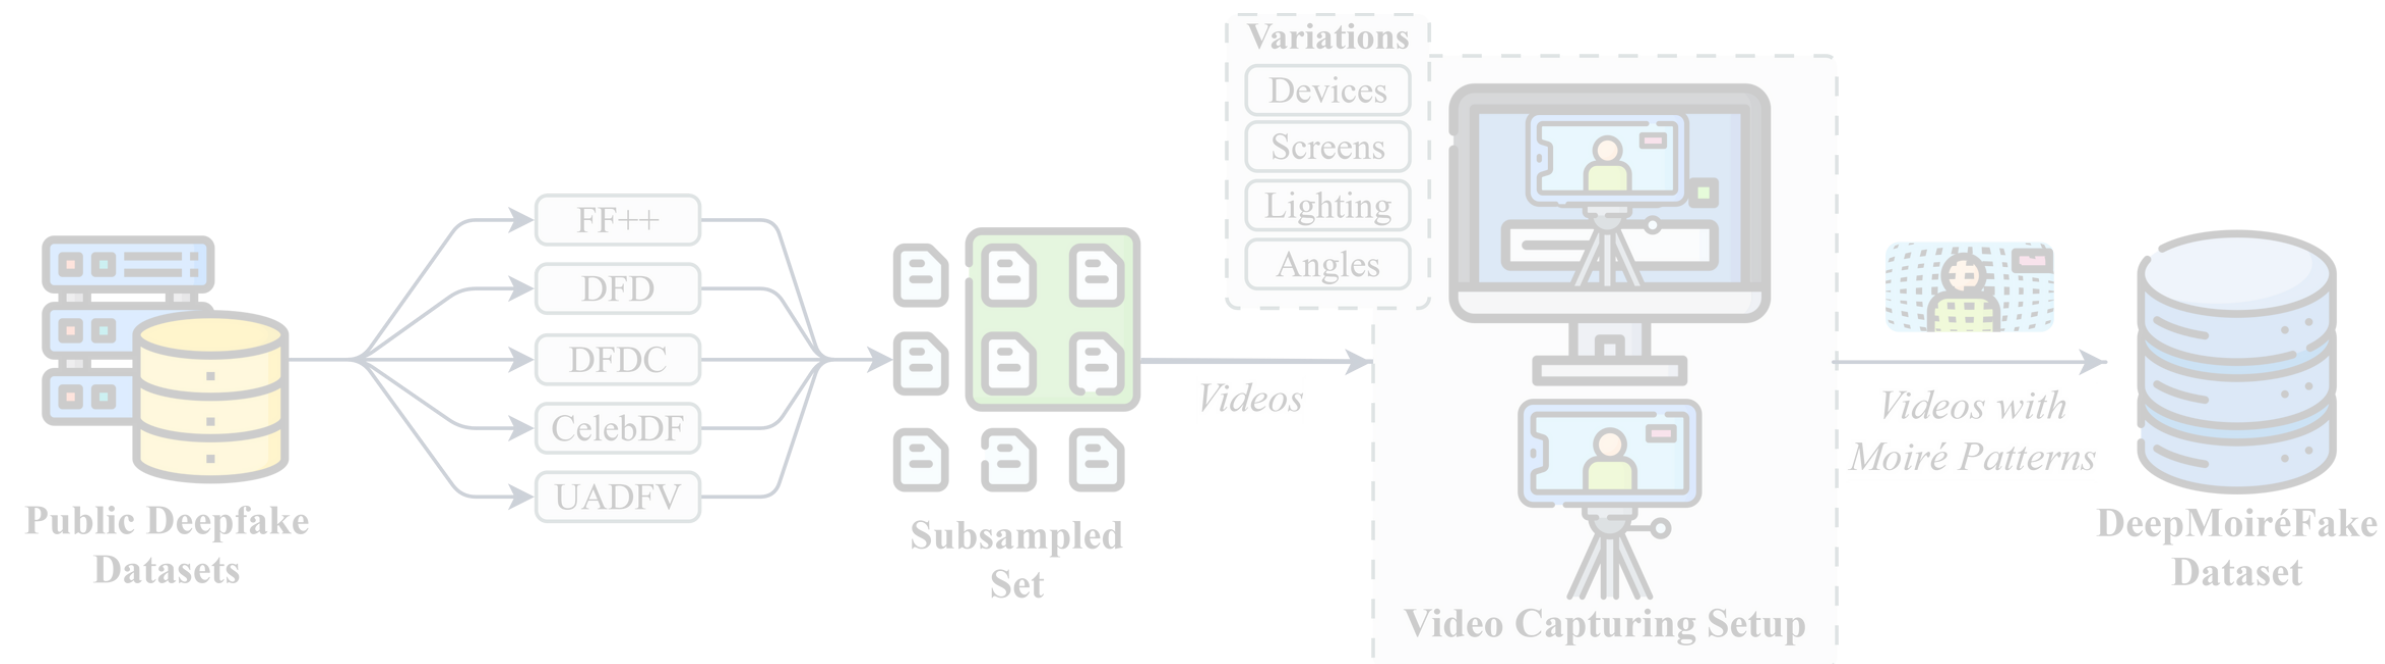 Public Deepfake
Datasets
FF++
DFD
DFDC
CelebDF
UADFV
Subsampled
Set
Videos
Variations
Devices
Screens
Lighting
Angles
Video Capturing Setup
Videos with
Moiré Patterns
DeepMoiréFake
Dataset